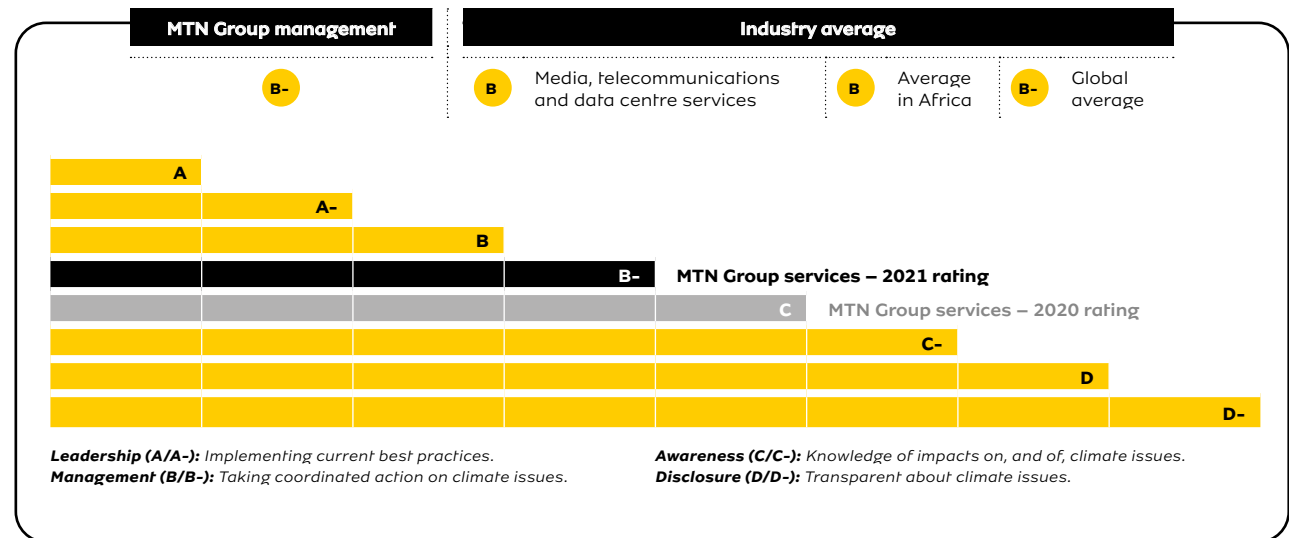 MTN Group management
Industry average
B-
B
Media, telecommunications
and data centre services
B
Average
in Africa
B-
Global
average
A
A-
B
B- MTN Group services – 2021 rating
C MTN Group services – 2020 rating
C-
D
D-
Leadership (A/A-): Implementing current best practices.
Management (B/B-): Taking coordinated action on climate issues.
Awareness (C/C-): Knowledge of impacts on, and of, climate issues.
Disclosure (D/D-): Transparent about climate issues.